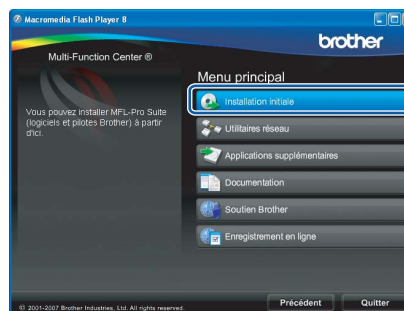 Macromedia Flash Player 8
brother
Multi-Function Center ®
Vous pouvez installer MFL-Pro Suite
(logiciels et pilotes Brother) à partir
d'ici.
Menu principal
Installation initiale
Utilitaires réseau
Applications supplémentaires
Documentation
Soutien Brother
Enregistrement en ligne
© 2001-2007 Brother Industries, Ltd. All rights reserved.
Précédent
Quitter